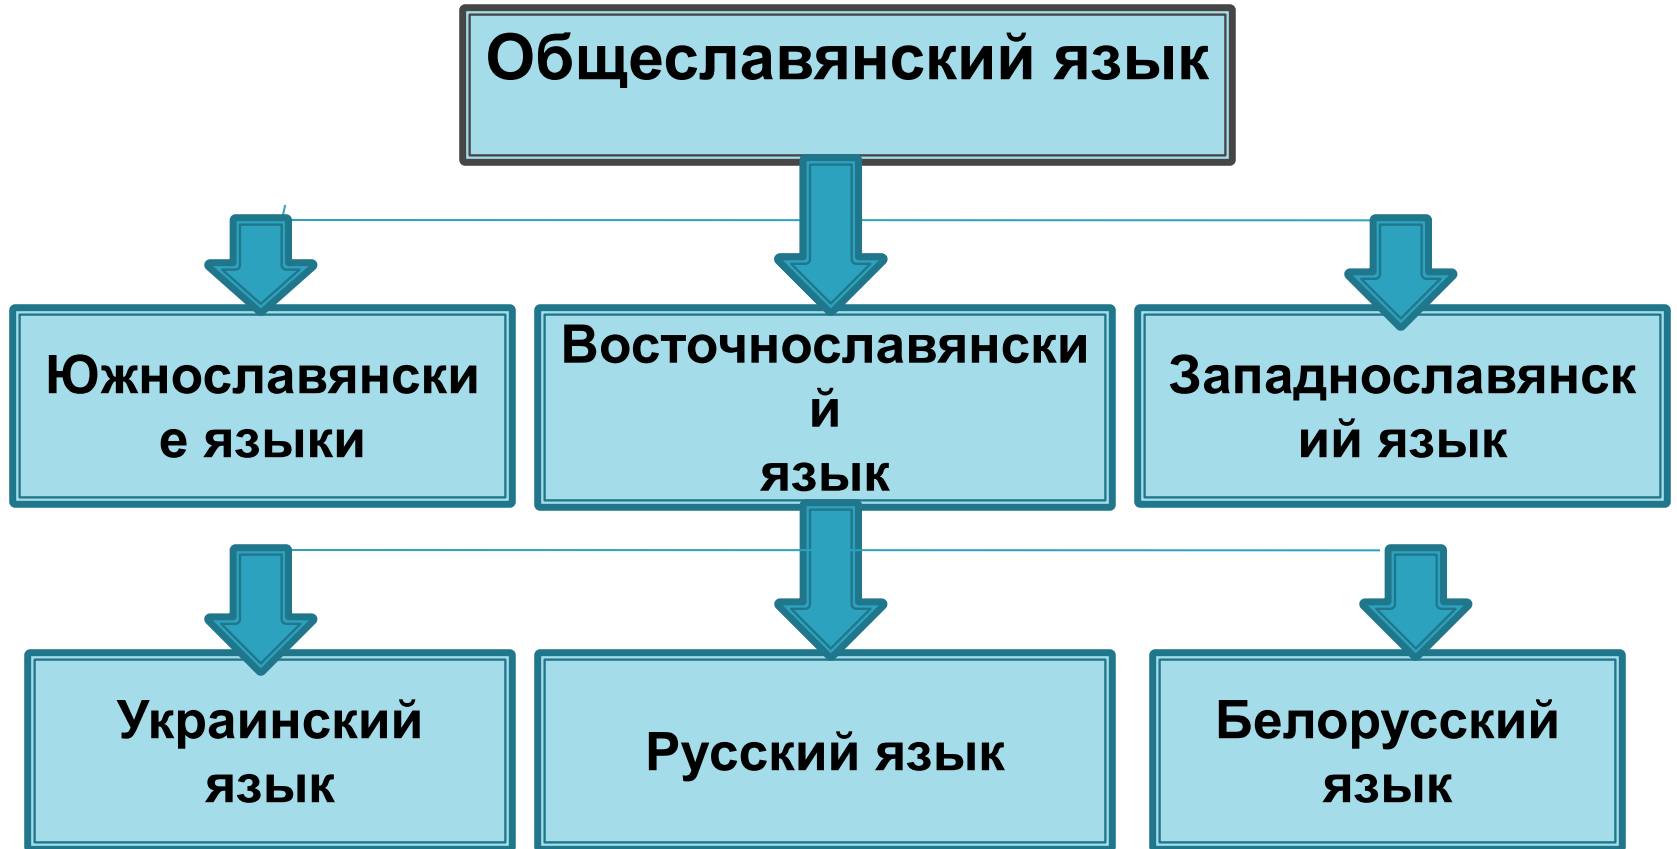 Общеславянский язык
Южнославянски
е языки
Восточнославянски
й
язык
Западнославянск
ий язык
Украинский
язык
Русский язык
Белорусский
язык